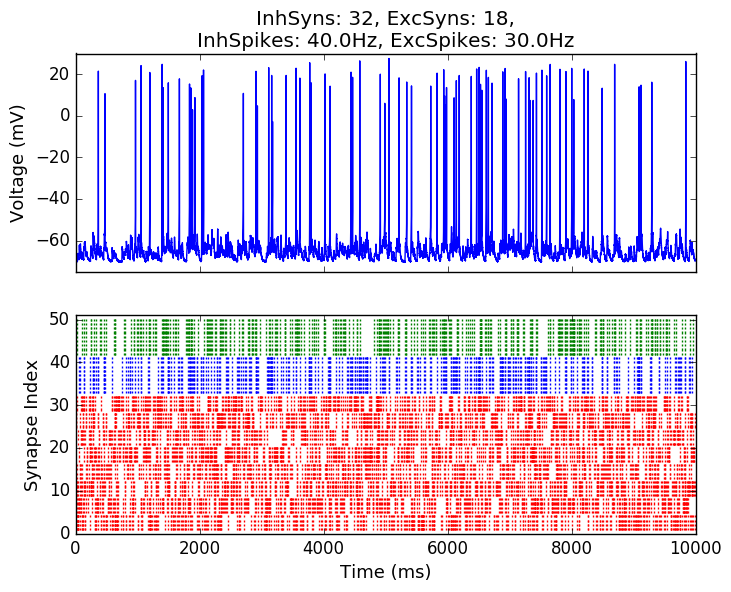 InhSyns: 32, ExcSyns: 18,
InhSpikes: 40.0Hz, ExcSpikes: 30.0Hz
20
0
−20
−40
−60
Voltage (mV)
50
40
30
20
10
0
Synapse Index
0 2000 4000 6000 8000 10000
Time (ms)